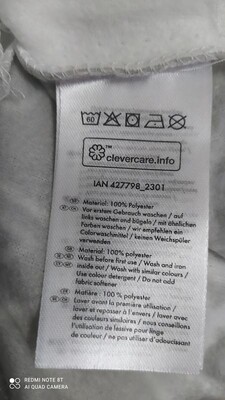 60
clevercare.info
IAN 427798_2301
Material: 100% Polyester
Vor erstem Gebrauch waschen / auf
links waschen und bügeln / mit ähnlichen
Farben waschen / wir empfehlen ein
Colorwaschmittel / keinen Weichspüler
verwenden
Material: 100% Polyester
Wash before first use / Wash and iron
inside out / Wash with similar colours /
Use colour detergent / Do not add
fabric softener
Matière : 100 % polyester
Laver avant la première utilisation /
laver et repasser à l'envers / laver avec
des couleurs similaires / nous conseillons
l'utilisation de lessive pour linge
de couleur / ne pas utiliser d'adoucissant
REDMI NOTE 8T
AI QUAD CAMERA